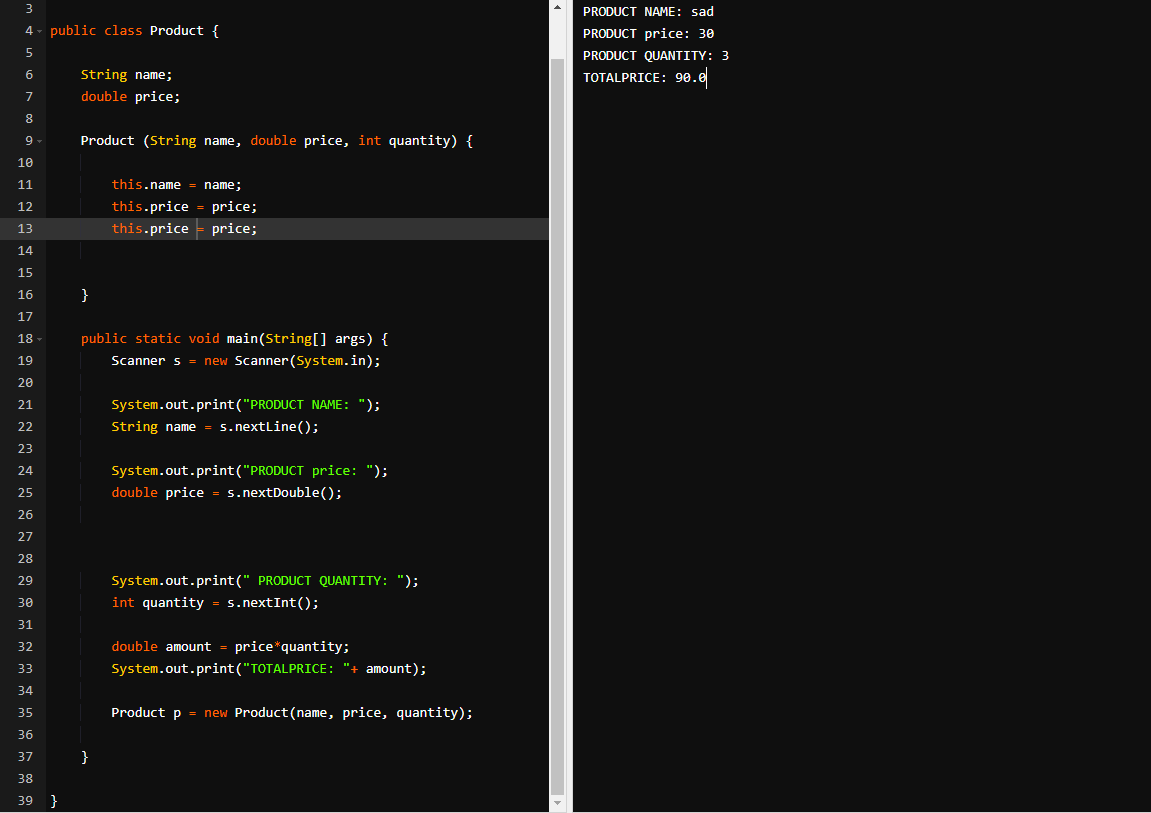 3
4 public class Product {
5
6 String name;
7 double price;
8
9 Product (String name, double price, int quantity) {
10
11 this.name = name;
12 this.price = price;
13 this.price = price;
14
15
16 }
17
18 public static void main(String[] args) {
19 Scanner s = new Scanner(System.in);
20
21 System.out.print("PRODUCT NAME: ");
22 String name = s.nextLine();
23
24 System.out.print("PRODUCT price: ");
25 double price = s.nextDouble();
26
27
28
29 System.out.print(" PRODUCT QUANTITY: ");
30 int quantity = s.nextInt();
31
32 double amount = price*quantity;
33 System.out.print("TOTALPRICE: "+ amount);
34
35 Product p = new Product(name, price, quantity);
36
37 }
38
39 }
PRODUCT NAME: sad
PRODUCT price: 30
PRODUCT QUANTITY: 3
TOTALPRICE: 90.0